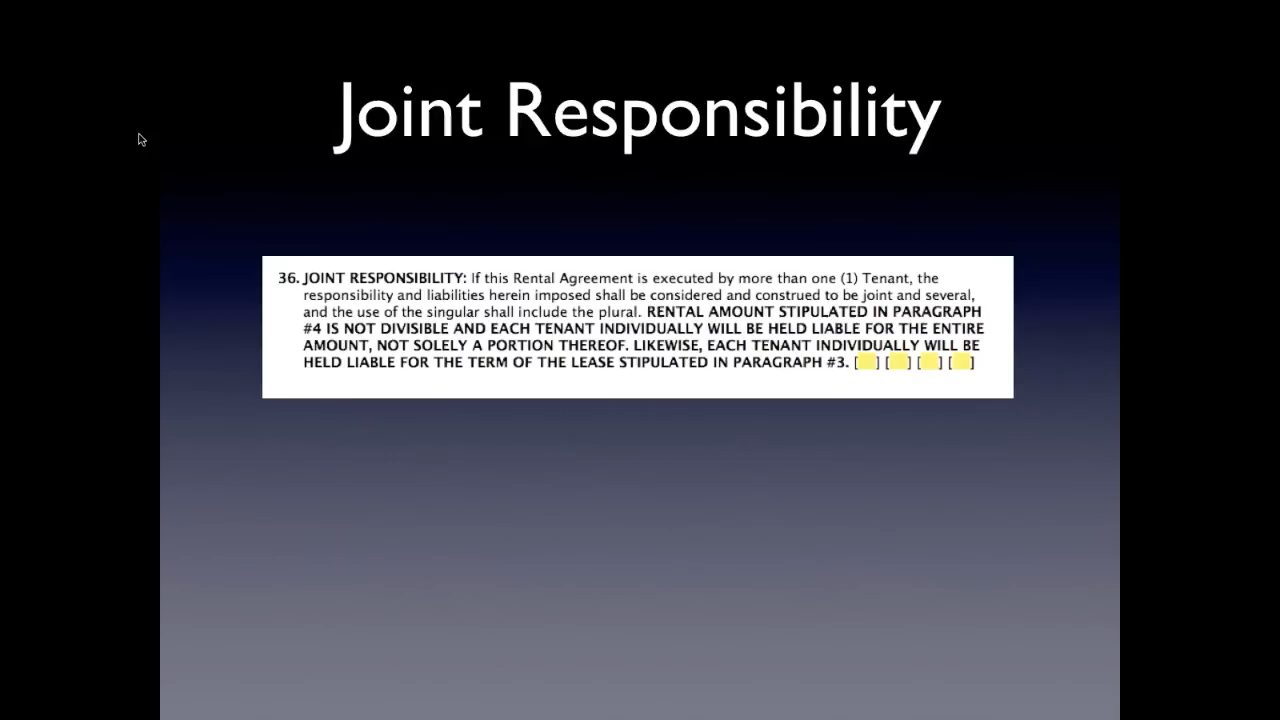 Joint Responsibility
36. JOINT RESPONSIBILITY: If this Rental Agreement is executed by more than one (1) Tenant, the
responsibility and liabilities herein imposed shall be considered and construed to be joint and several,
and the use of the singular shall include the plural. RENTAL AMOUNT STIPULATED IN PARAGRAPH
#4 IS NOT DIVISIBLE AND EACH TENANT INDIVIDUALLY WILL BE HELD LIABLE FOR THE ENTIRE
AMOUNT, NOT SOLELY A PORTION THEREOF. LIKEWISE, EACH TENANT INDIVIDUALLY WILL BE
HELD LIABLE FOR THE TERM OF THE LEASE STIPULATED IN PARAGRAPH #3. [ ] [ ] [ ] [ ]